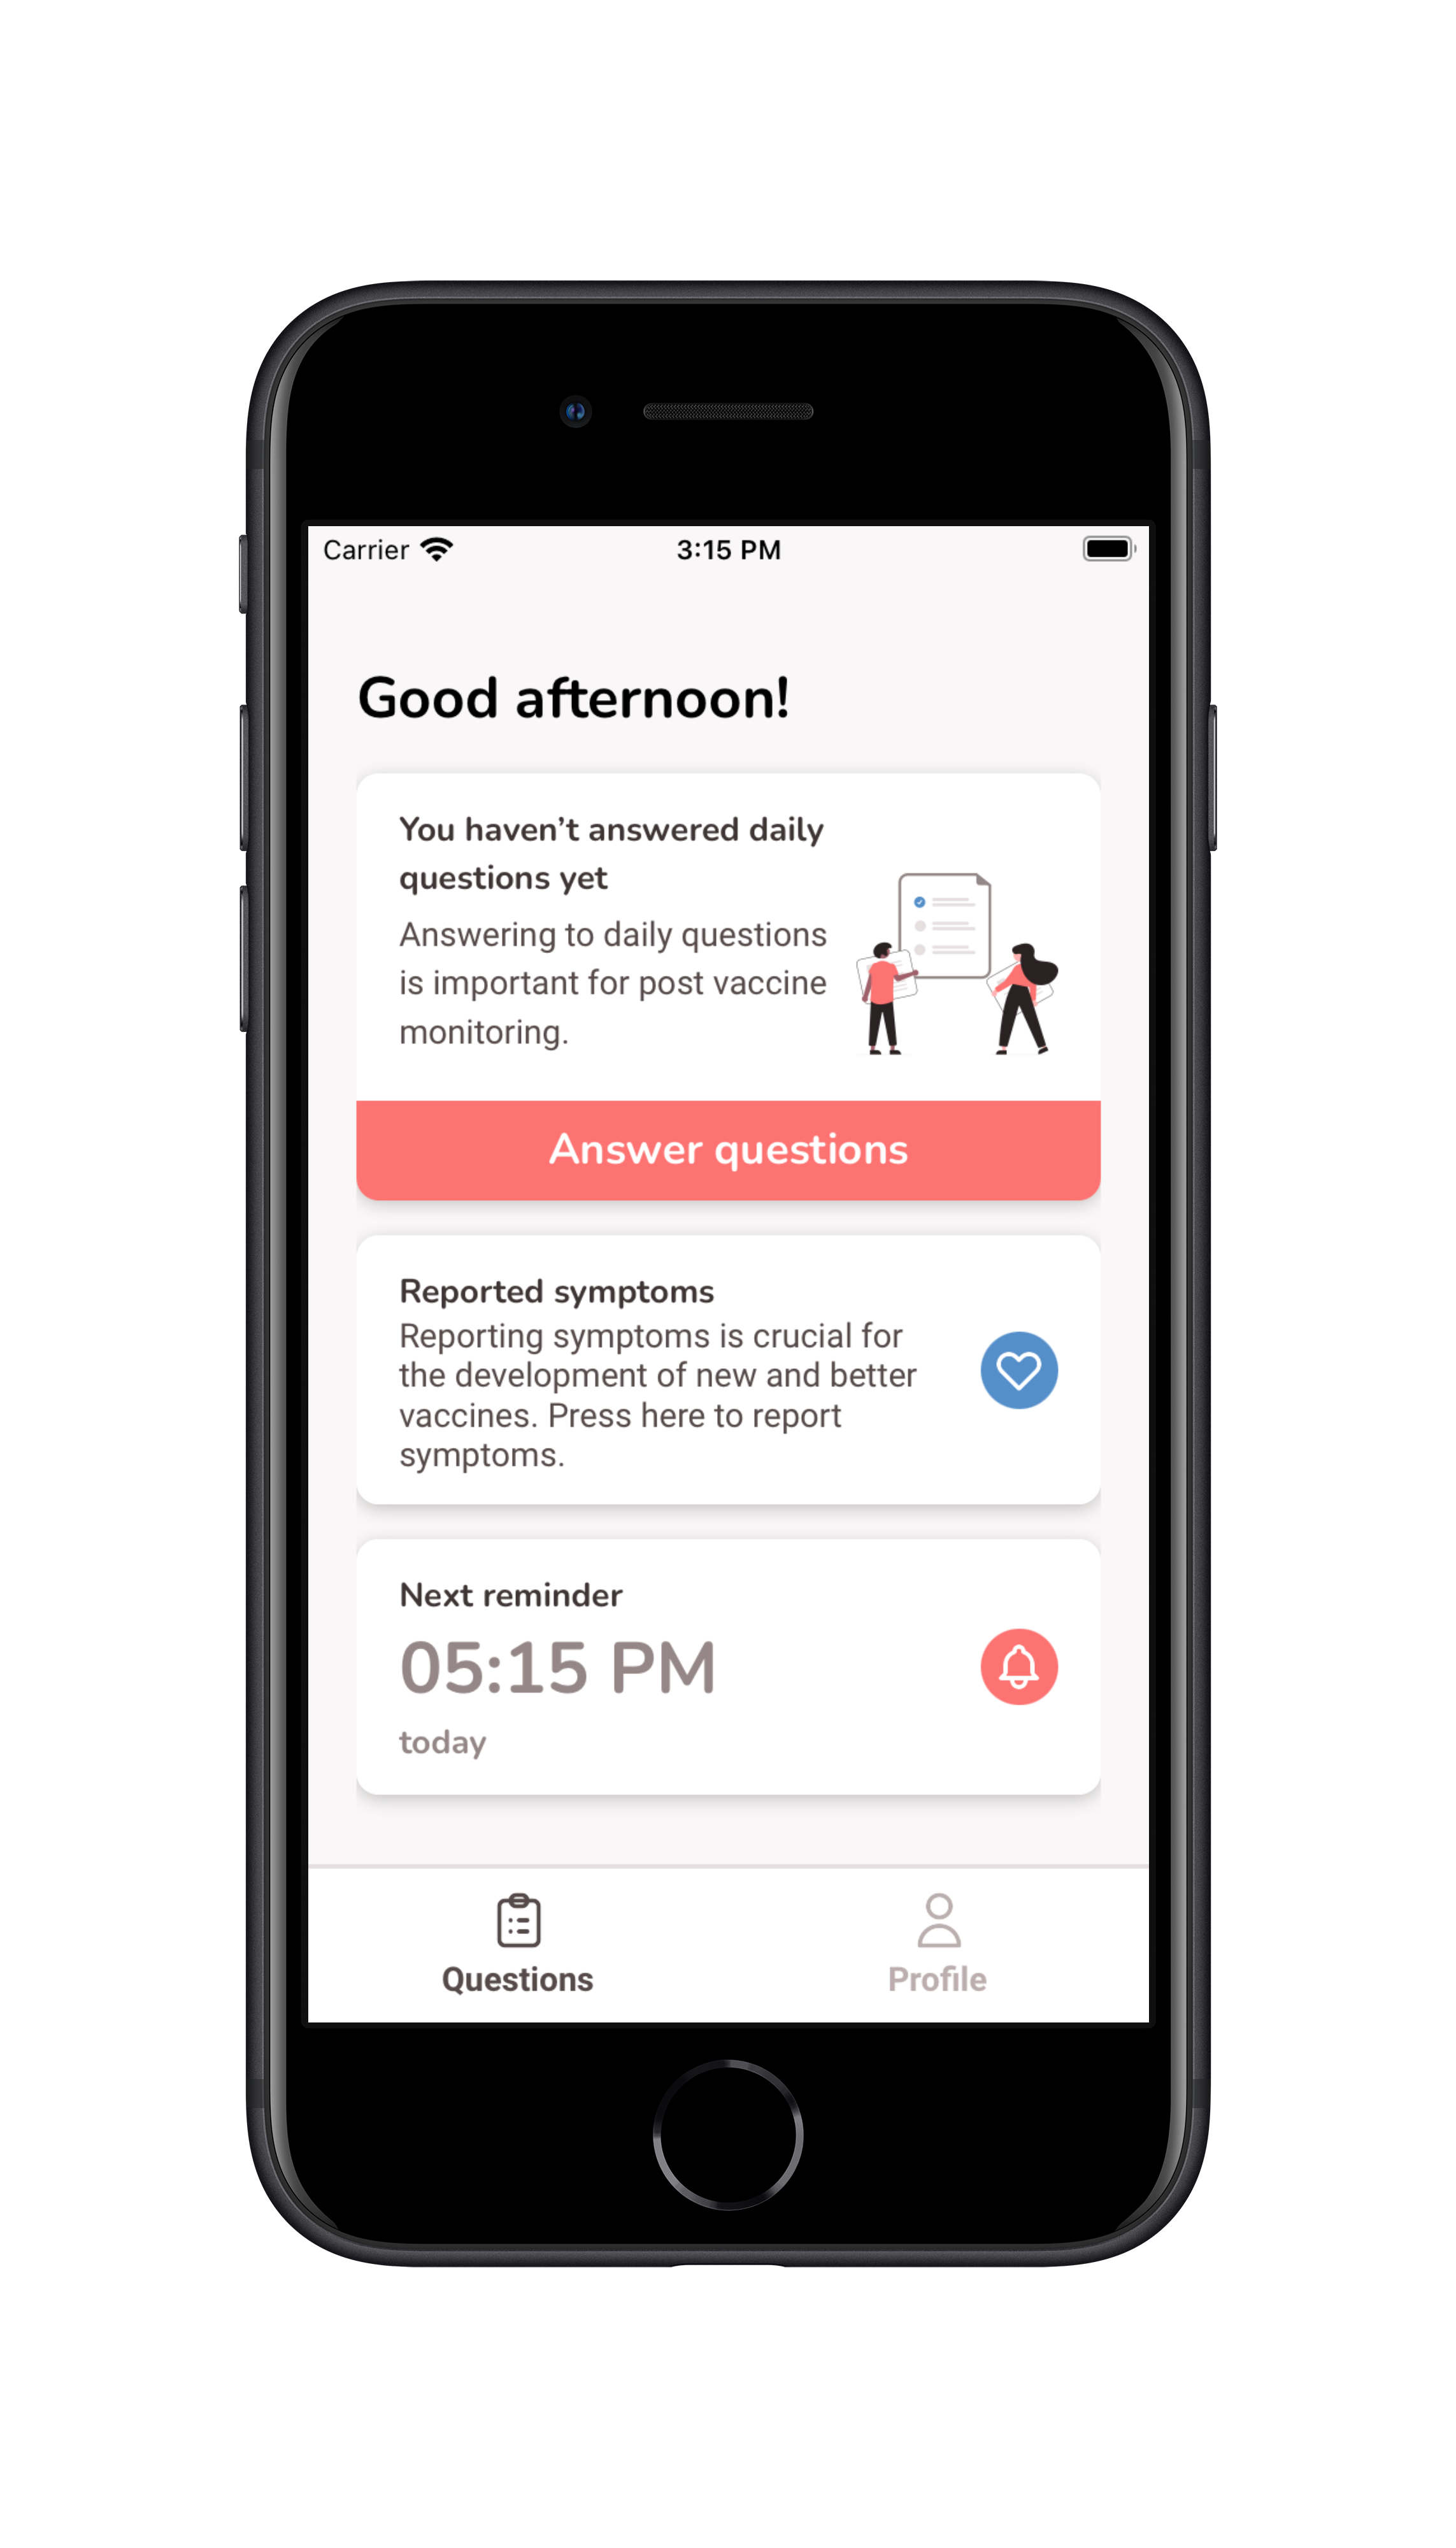 Carrier
3:15 PM
Good afternoon!
You haven’t answered daily
questions yet
Answering to daily questions
is important for post vaccine
monitoring.
Answer questions
Reported symptoms
Reporting symptoms is crucial for
the development of new and better
vaccines. Press here to report
symptoms.
Next reminder
05:15 PM
today
Questions
Profile